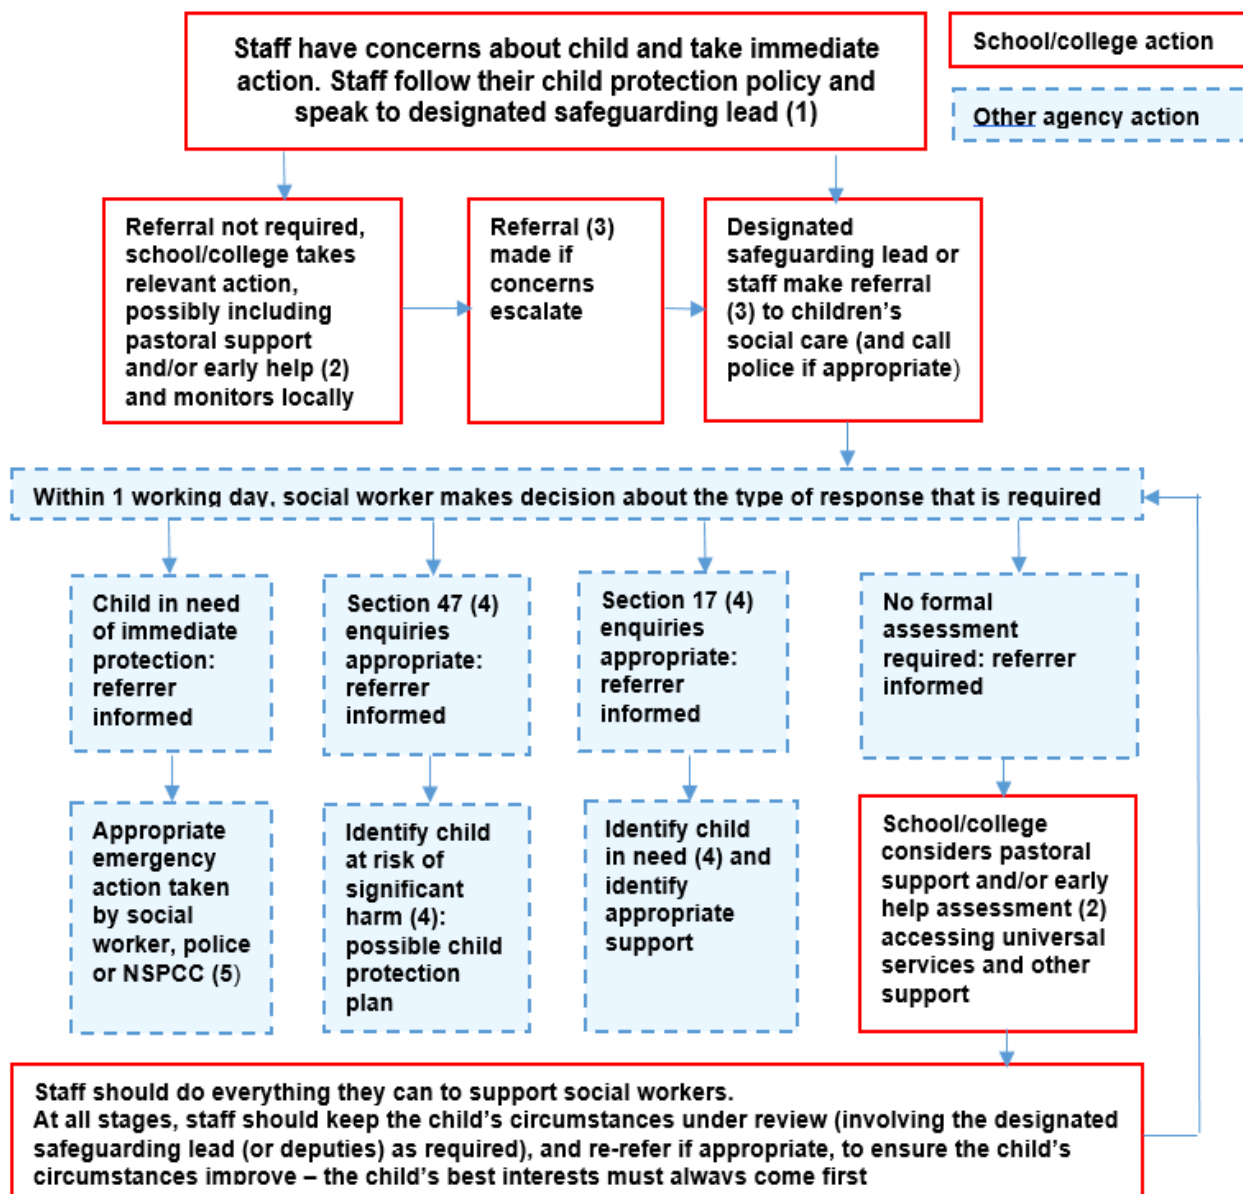 Staff have concerns about child and take immediate
action. Staff follow their child protection policy and
speak to designated safeguarding lead (1)
School/college action
Other agency action
Referral not required,
school/college takes
relevant action,
possibly including
pastoral support
and/or early help (2)
and monitors locally
Referral (3)
made if
concerns
escalate
Designated
safeguarding lead or
staff make referral
(3) to children’s
social care (and call
police if appropriate)
Within 1 working day, social worker makes decision about the type of response that is required
Child in need
of immediate
protection:
referrer
informed
Section 47 (4)
enquiries
appropriate:
referrer
informed
Section 17 (4)
enquiries
appropriate:
referrer
informed
No formal
assessment
required: referrer
informed
Appropriate
emergency
action taken
by social
worker, police
or NSPCC (5)
Identify child
at risk of
significant
harm (4):
possible child
protection
plan
Identify child
in need (4) and
identify
appropriate
support
School/college
considers pastoral
support and/or early
help assessment (2)
accessing universal
services and other
support
Staff should do everything they can to support social workers.
At all stages, staff should keep the child’s circumstances under review (involving the designated
safeguarding lead (or deputies) as required), and re-refer if appropriate, to ensure the child’s
circumstances improve – the child’s best interests must always come first